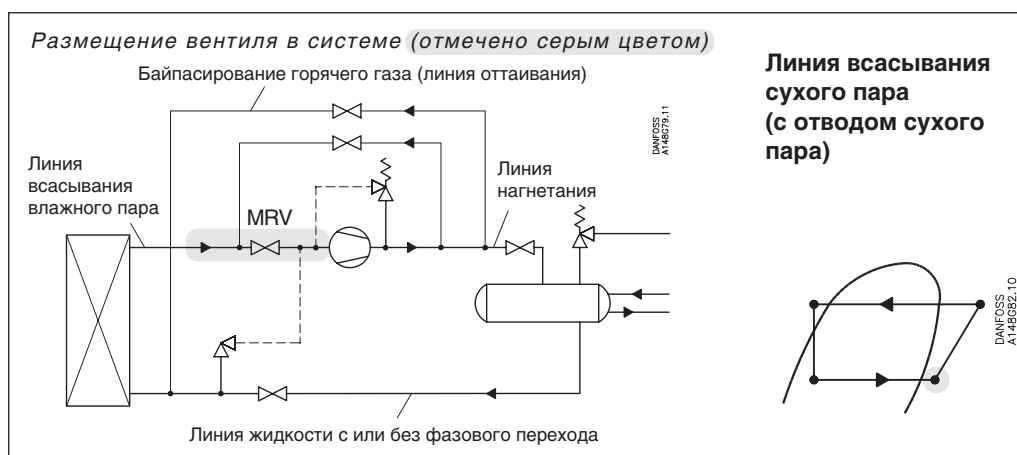 Размещение вентиля в системе (отмечено серым цветом)
Байпасирование горячего газа (линия оттаивания)
Линия
всасывания
влажного пара
MRV
Линия
нагнетания
DANFOSS
A148G79.11
Линия жидкости с или без фазового перехода
Линия всасывания
сухого пара
(с отводом сухого
пара)
DANFOSS
A148G82.10